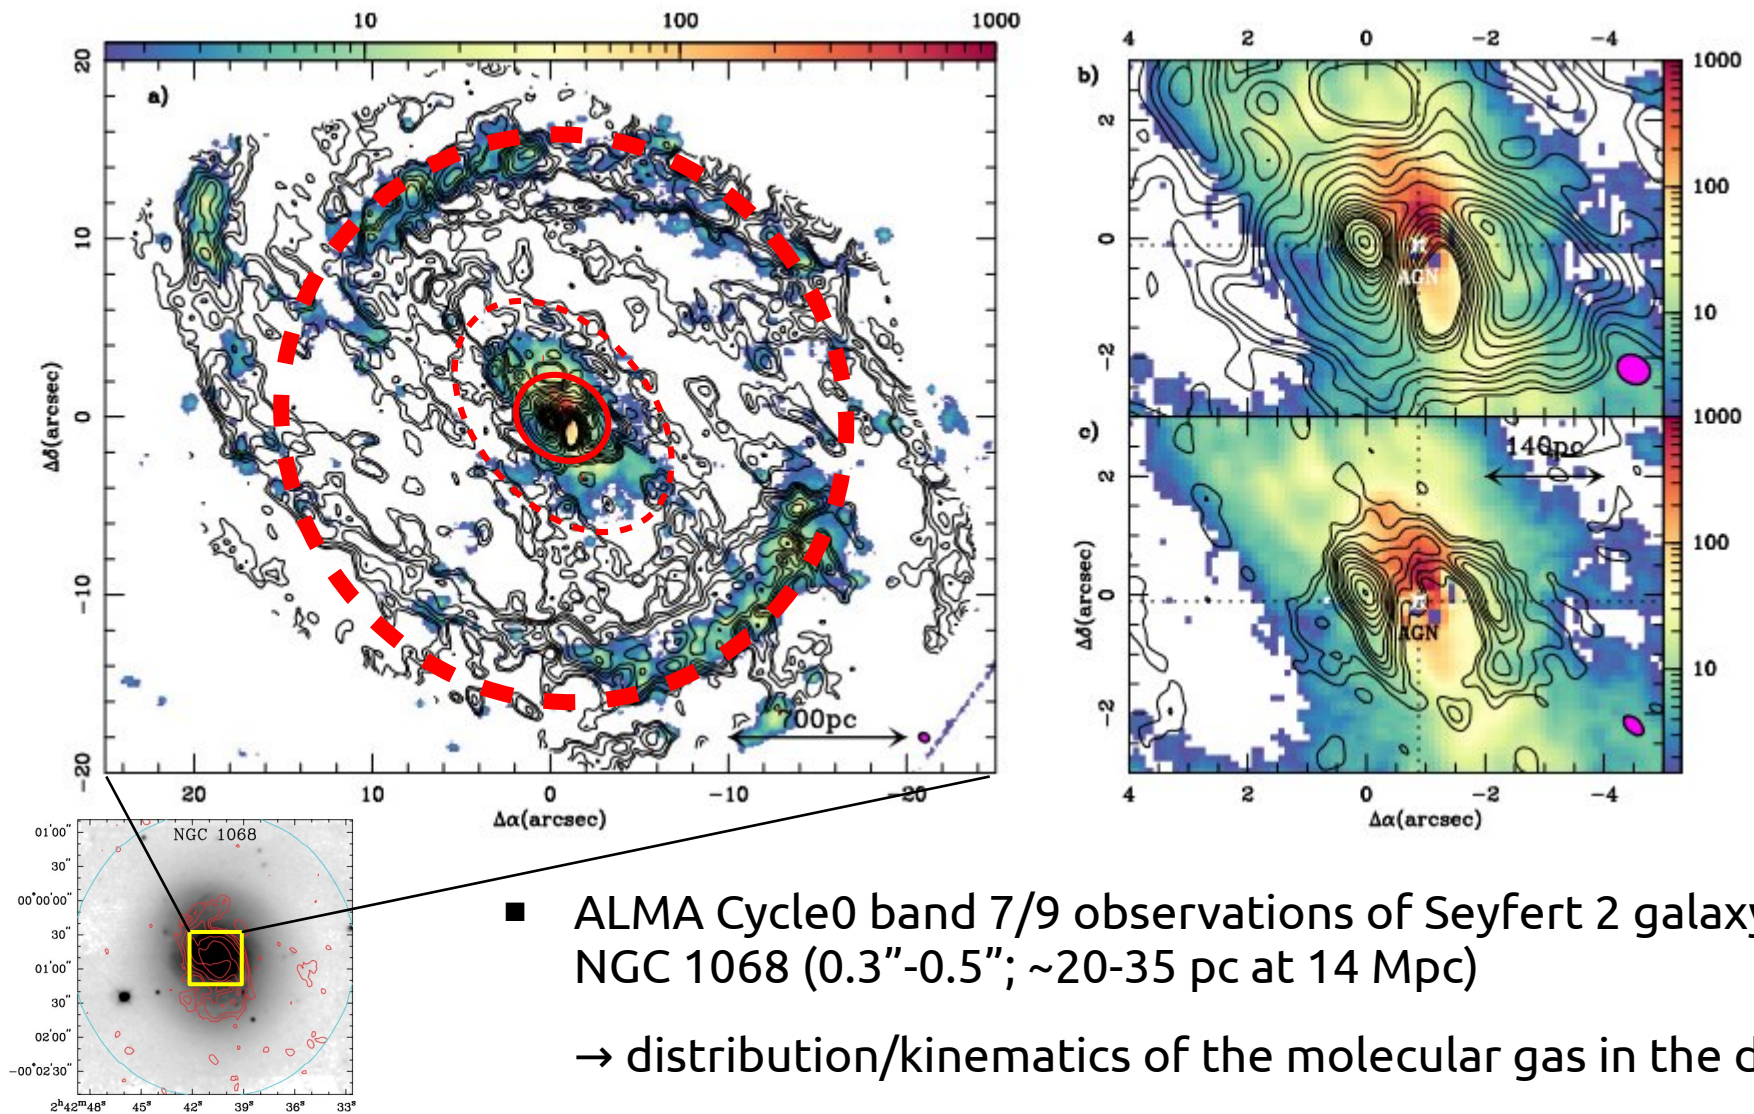 10 100 1000
20
10
0
-10
-20
Δδ(arcsec)
a)
700pc
20 10 0 -10 -20
Δα(arcsec)
4 2 0 -2 -4
b)
2
0
-2
AGN
1000
100
10
c)
140pc
2
0
-2
Δδ(arcsec)
AGN
1000
100
10
4 2 0 -2 -4
Δα(arcsec)
NGC 1068
01'00"
30"
00°00'00"
30"
01'00"
30"
02'00"
-00°02'30"
2h42m48s 45s 42s 39s 36s 33s
■ ALMA Cycle0 band 7/9 observations of Seyfert 2 galaxy
NGC 1068 (0.3”-0.5”; ~20-35 pc at 14 Mpc)
→ distribution/kinematics of the molecular gas in the d